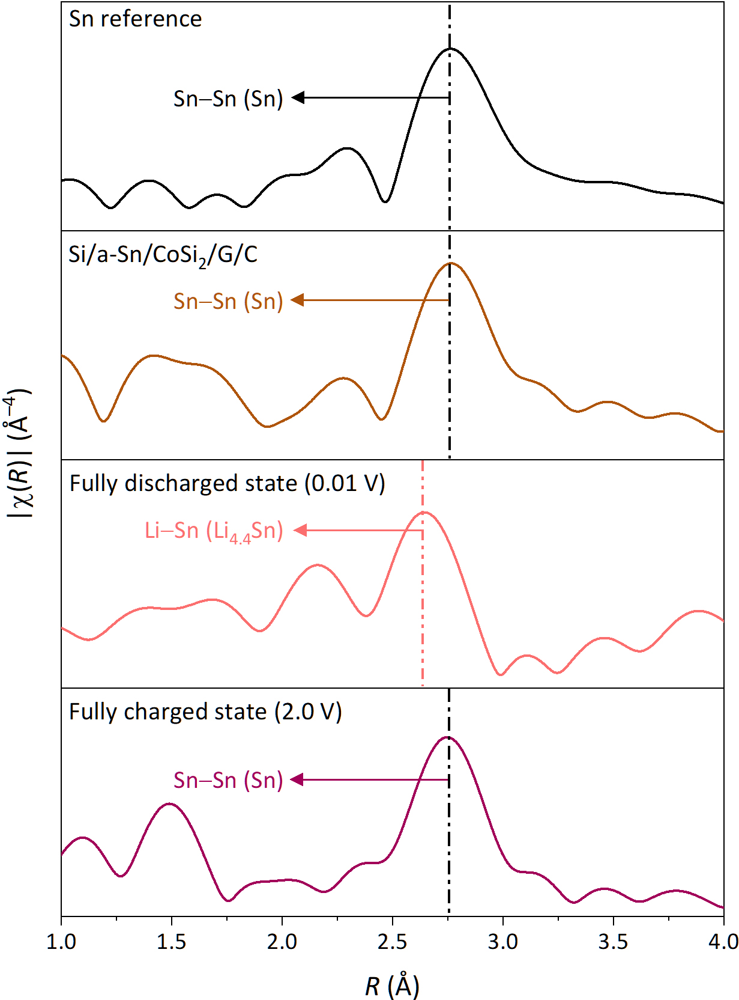 Sn reference
Sn–Sn (Sn)
Si/a-Sn/CoSi₂/G/C
Sn–Sn (Sn)
Fully discharged state (0.01 V)
Li–Sn (Li₄.₄Sn)
Fully charged state (2.0 V)
Sn–Sn (Sn)
|χ(R)| (Å⁻⁴)
1.0 1.5 2.0 2.5 3.0 3.5 4.0
R (Å)